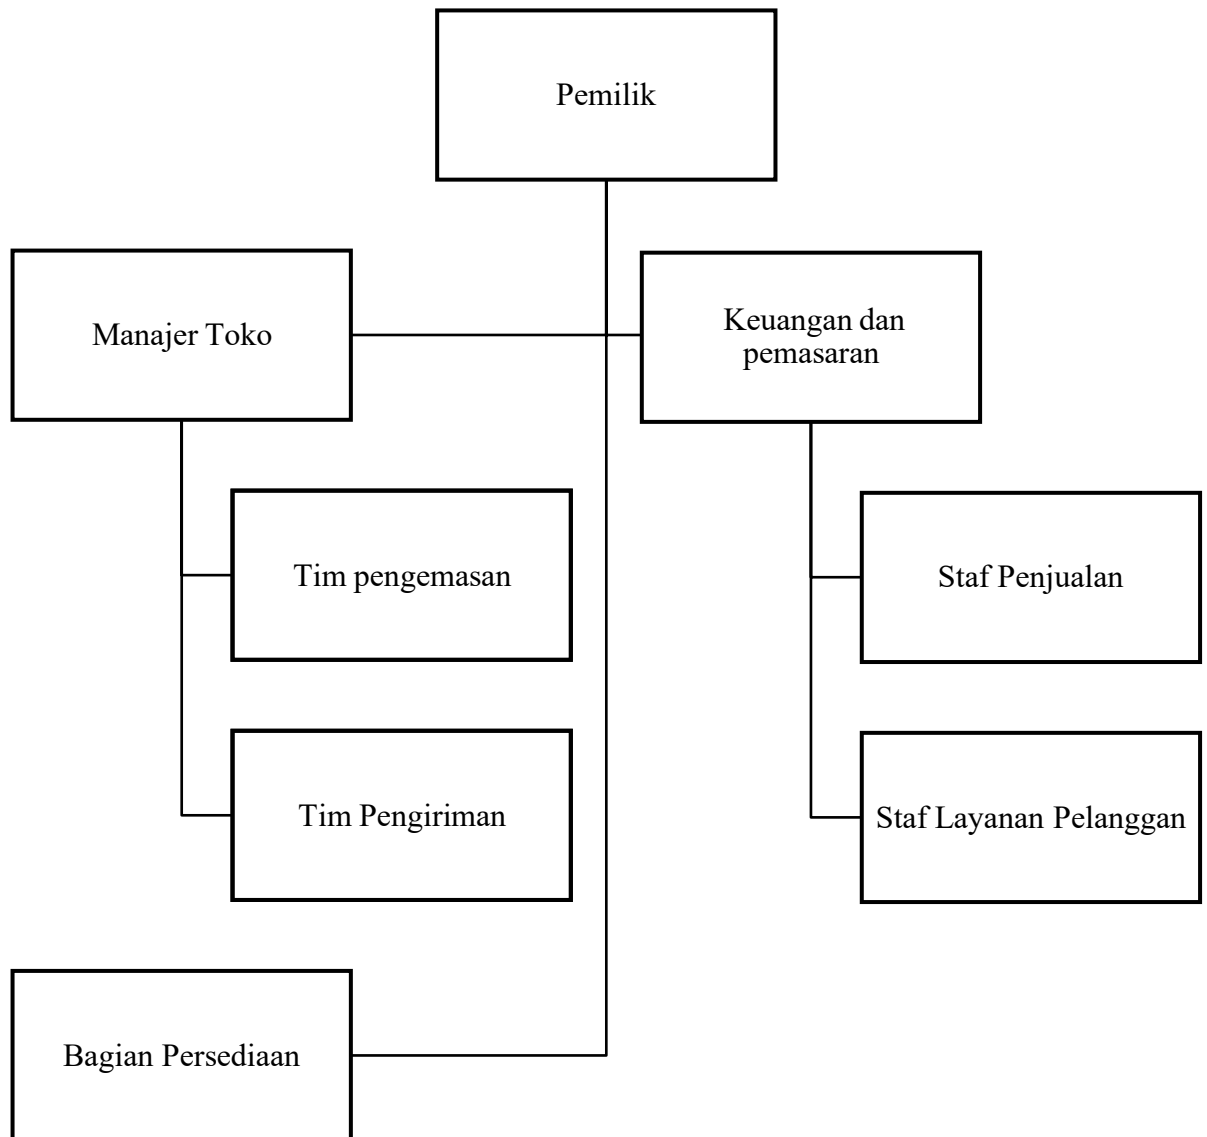 Pemilik
Manajer Toko
Keuangan dan
pemasaran
Tim pengemasan
Staf Penjualan
Tim Pengiriman
Staf Layanan Pelanggan
Bagian Persediaan